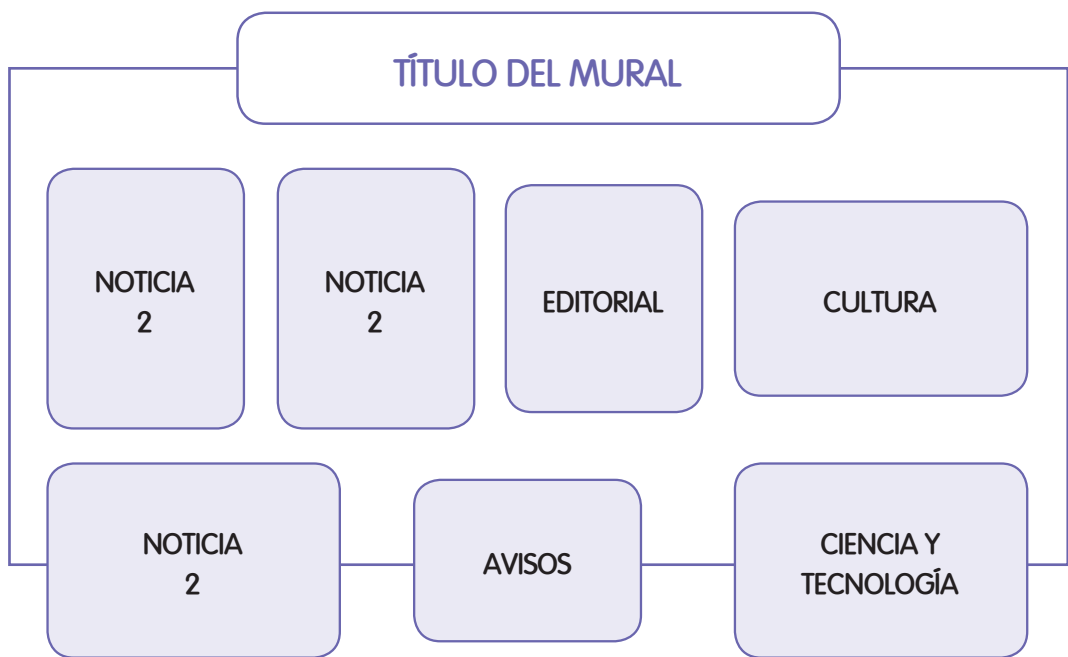 TÍTULO DEL MURAL
NOTICIA
2
NOTICIA
2
EDITORIAL
CULTURA
NOTICIA
2
AVISOS
CIENCIA Y
TECNOLOGÍA